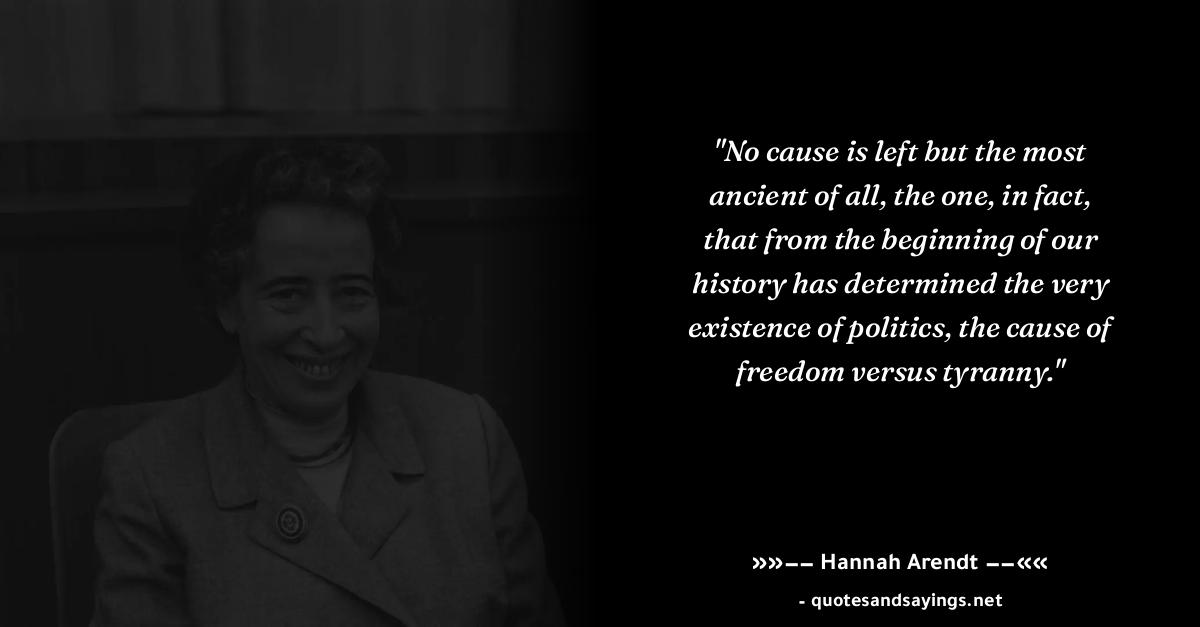 "No cause is left but the most
ancient of all, the one, in fact,
that from the beginning of our
history has determined the very
existence of politics, the cause of
freedom versus tyranny."
»»−− Hannah Arendt −−««
- quotesandsayings.net